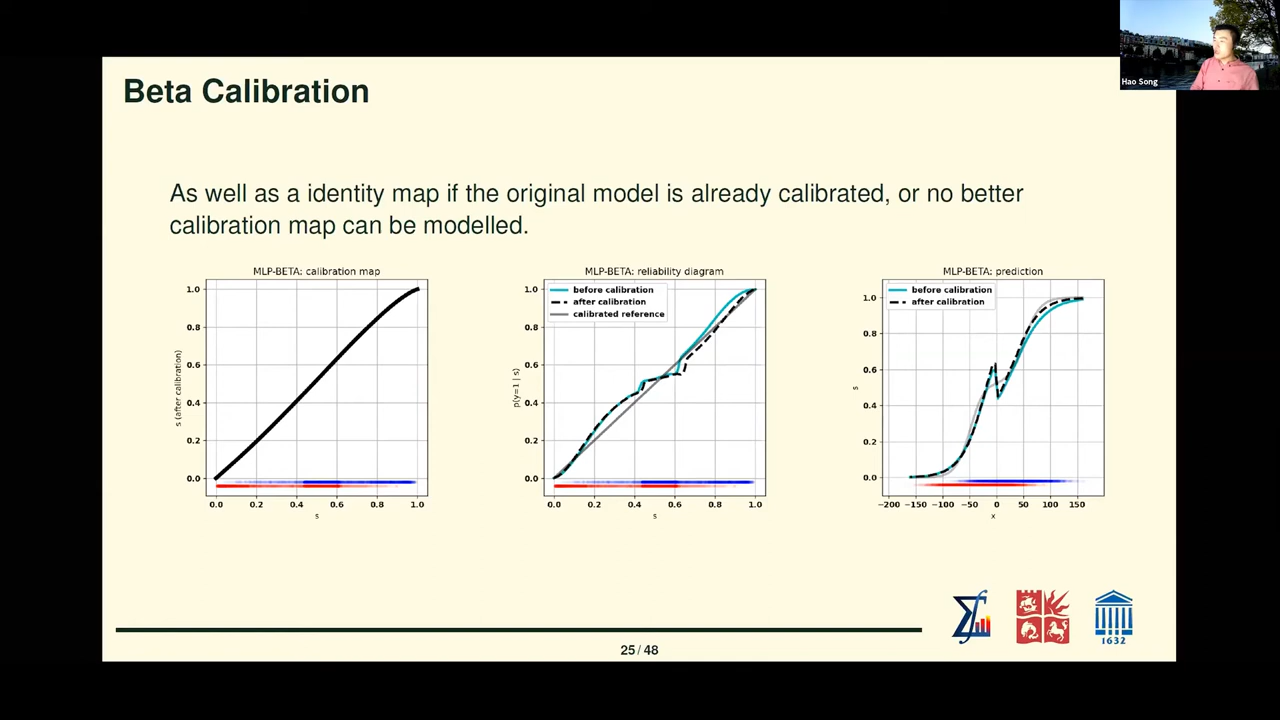 Hao Song
Beta Calibration
As well as a identity map if the original model is already calibrated, or no better
calibration map can be modelled.
MLP-BETA: calibration map
s (after calibration)
1.0
0.8
0.6
0.4
0.2
0.0
0.0 0.2 0.4 0.6 0.8 1.0
s
MLP-BETA: reliability diagram
before calibration
after calibration
calibrated reference
p(y=1 | s)
1.0
0.8
0.6
0.4
0.2
0.0
0.0 0.2 0.4 0.6 0.8 1.0
s
MLP-BETA: prediction
before calibration
after calibration
s
1.0
0.8
0.6
0.4
0.2
0.0
−200 −150 −100 −50 0 50 100 150
x
1632
25 / 48